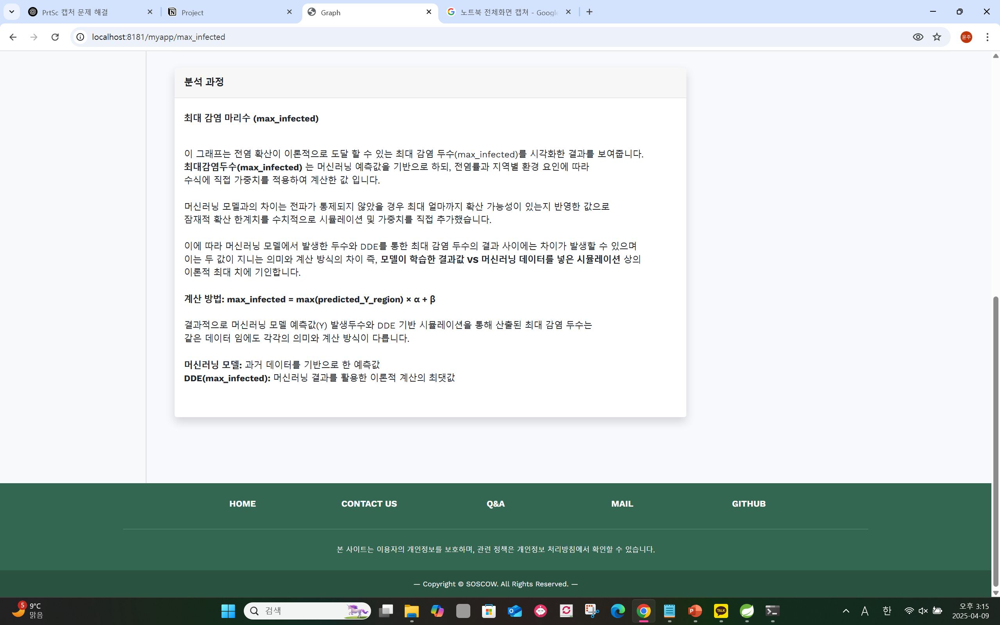 PrtSc 캡처 문제 해결
Project
Graph
노트북 전체화면 캡쳐 - Google
localhost:8181/myapp/max_infected
윤주
분석 과정
최대 감염 마리수 (max_infected)
이 그래프는 전염 확산이 이론적으로 도달 할 수 있는 최대 감염 두수(max_infected)를 시각화한 결과를 보여줍니다.
최대감염두수(max_infected) 는 머신러닝 예측값을 기반으로 하되, 전염률과 지역별 환경 요인에 따라
수식에 직접 가중치를 적용하여 계산한 값 입니다.
머신러닝 모델과의 차이는 전파가 통제되지 않았을 경우 최대 얼마까지 확산 가능성이 있는지 반영한 값으로
잠재적 확산 한계치를 수치적으로 시뮬레이션 및 가중치를 직접 추가했습니다.
이에 따라 머신러닝 모델에서 발생한 두수와 DDE를 통한 최대 감염 두수의 결과 사이에는 차이가 발생할 수 있으며
이는 두 값이 지니는 의미와 계산 방식의 차이 즉, 모델이 학습한 결과값 VS 머신러닝 데이터를 넣은 시뮬레이션 상의
이론적 최대 치에 기인합니다.
계산 방법: max_infected = max(predicted_Y_region) × α + β
결과적으로 머신러닝 모델 예측값(Y) 발생두수와 DDE 기반 시뮬레이션을 통해 산출된 최대 감염 두수는
같은 데이터 임에도 각각의 의미와 계산 방식이 다릅니다.
머신러닝 모델: 과거 데이터를 기반으로 한 예측값
DDE(max_infected): 머신러닝 결과를 활용한 이론적 계산의 최댓값
HOME CONTACT US Q&A MAIL GITHUB
본 사이트는 이용자의 개인정보를 보호하며, 관련 정책은 개인정보 처리방침에서 확인할 수 있습니다.
— Copyright © SOSCOW. All Rights Reserved. —
5
9°C
맑음
검색
TALK
A 한
오후 3:15
2025-04-09